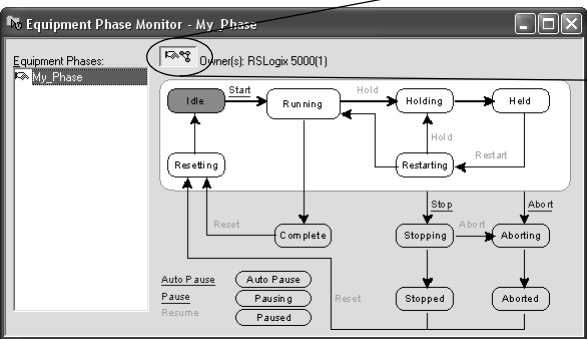 Equipment Phase Monitor - My_Phase
Equipment Phases:
Owner(s): RSLogix 5000(1)
My_Phase
Idle
Start
Running
Hold
Holding
Held
Hold
Restart
Resetting
Restarting
Stop
Abort
Reset
Complete
Stopping
Abort
Aborting
Auto Pause
Auto Pause
Pause
Pausing
Reset
Stopped
Aborted
Resume
Paused